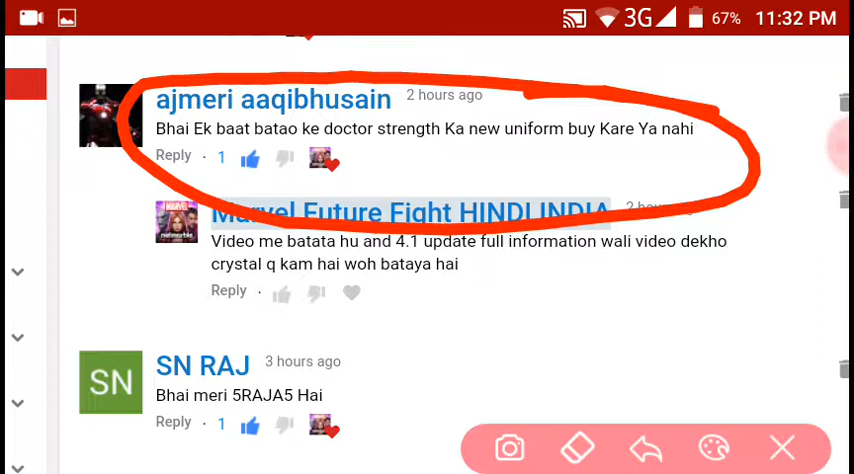 3G 67% 11:32 PM
ajmeri aaqibhusain 2 hours ago
Bhai Ek baat batao ke doctor strength Ka new uniform buy Kare Ya nahi
Reply · 1
Marvel Future Fight HINDI INDIA 2 hours
Video me batata hu and 4.1 update full information wali video dekho
crystal q kam hai woh bataya hai
Reply ·
MARVEL
netmarble
SN
SN RAJ 3 hours ago
Bhai meri 5RAJA5 Hai
Reply · 1